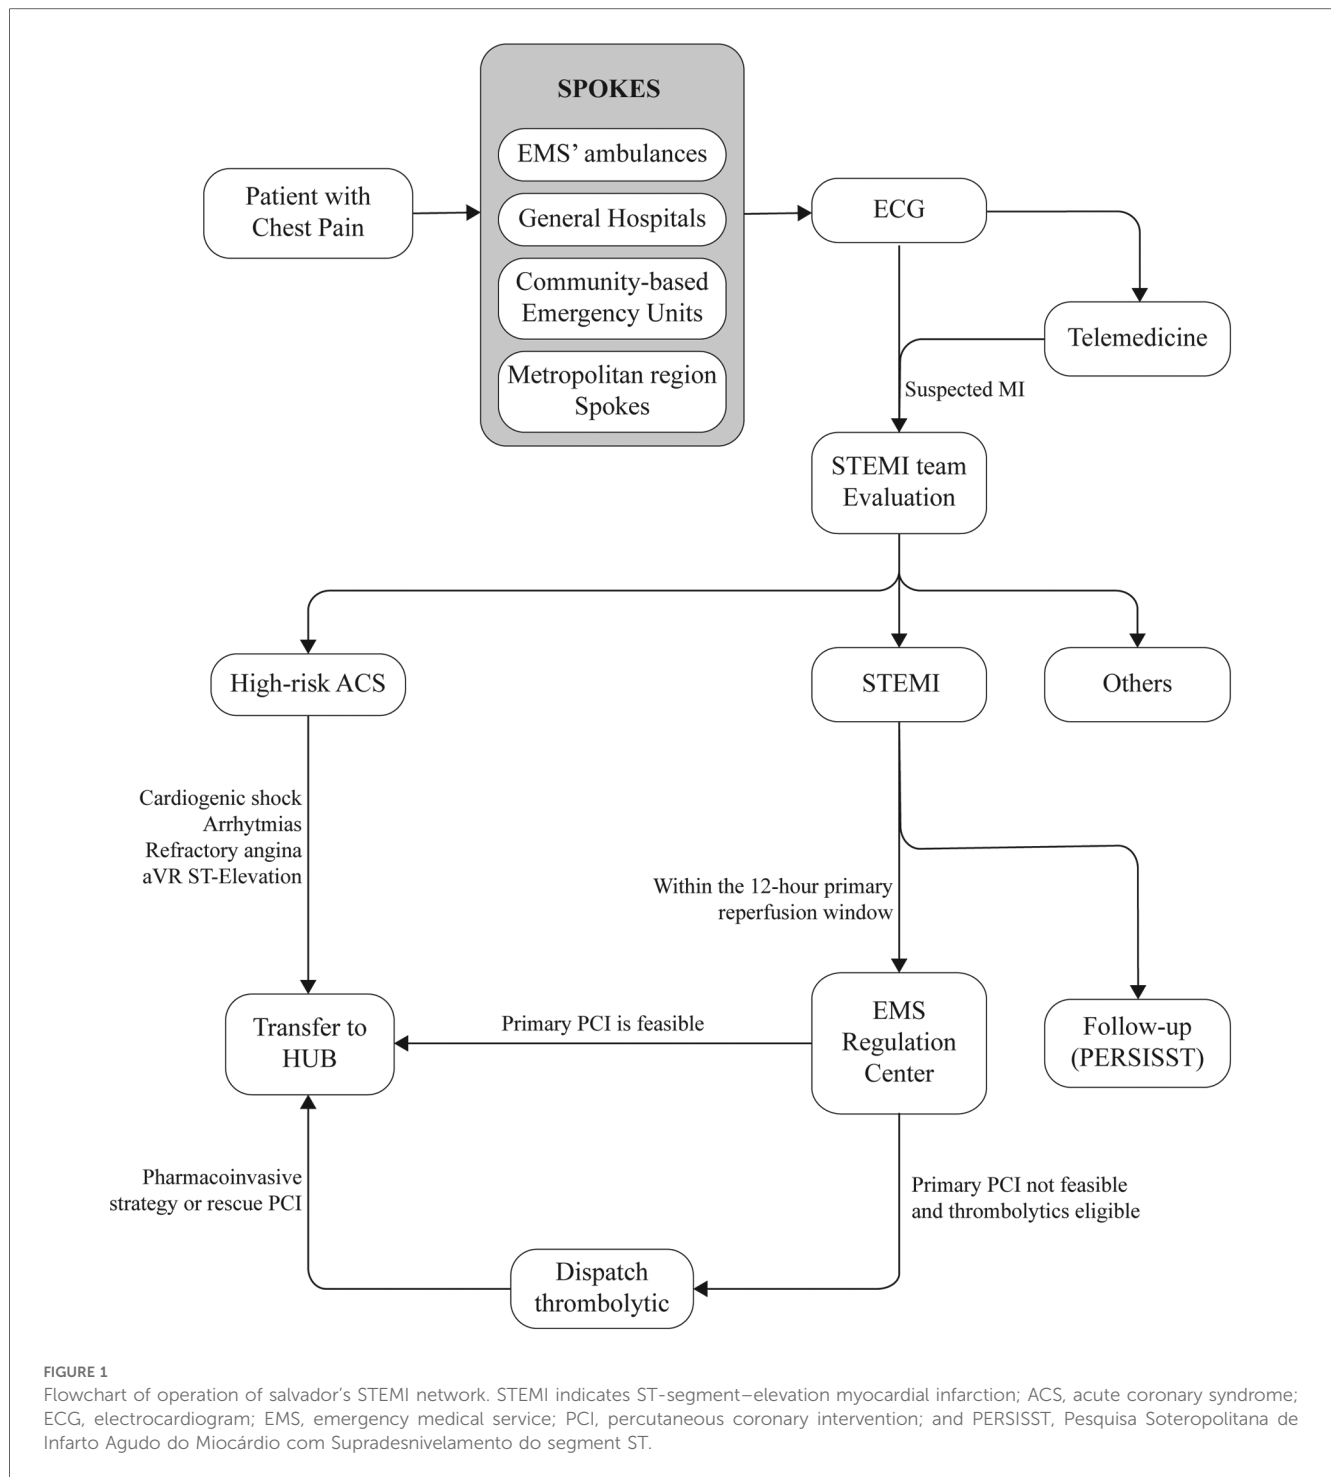 SPOKES
EMS’ ambulances
General Hospitals
Community-based
Emergency Units
Metropolitan region
Spokes
Patient with
Chest Pain
ECG
Telemedicine
Suspected MI
STEMI team
Evaluation
High-risk ACS
STEMI
Others
Cardiogenic shock
Arrhytmias
Refractory angina
aVR ST-Elevation
Within the 12-hour primary
reperfusion window
Transfer to
HUB
Primary PCI is feasible
EMS
Regulation
Center
Follow-up
(PERSISST)
Pharmacoinvasive
strategy or rescue PCI
Primary PCI not feasible
and thrombolytics eligible
Dispatch
thrombolytic
FIGURE 1
Flowchart of operation of salvador’s STEMI network. STEMI indicates ST-segment–elevation myocardial infarction; ACS, acute coronary syndrome;
ECG, electrocardiogram; EMS, emergency medical service; PCI, percutaneous coronary intervention; and PERSISST, Pesquisa Soteropolitana de
Infarto Agudo do Miocárdio com Supradesnivelamento do segment ST.